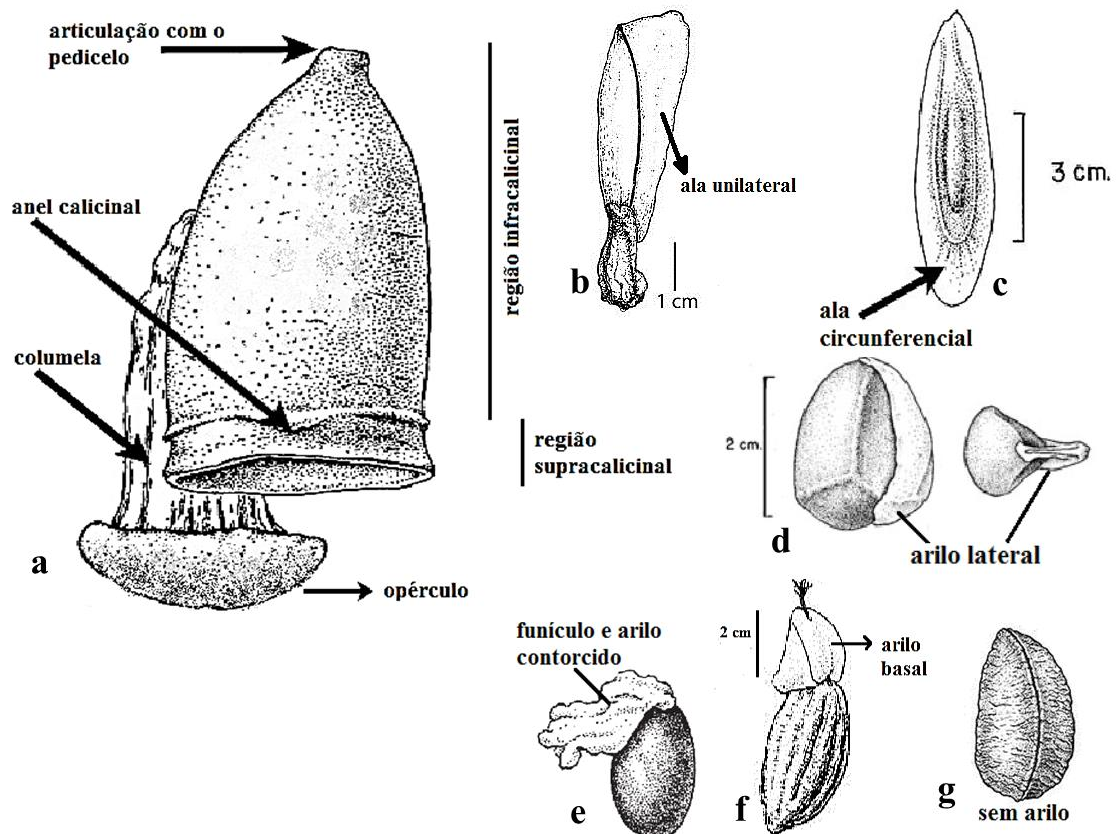 articulação com o
pedicelo
anel calicinal
columela
região infracalicinal
região
supracalicinal
opérculo
a
ala unilateral
b
1 cm
3 cm.
c
ala
circunferencial
2 cm.
d
arilo lateral
funículo e arilo
contorcido
e
2 cm
arilo
basal
f
g
sem arilo